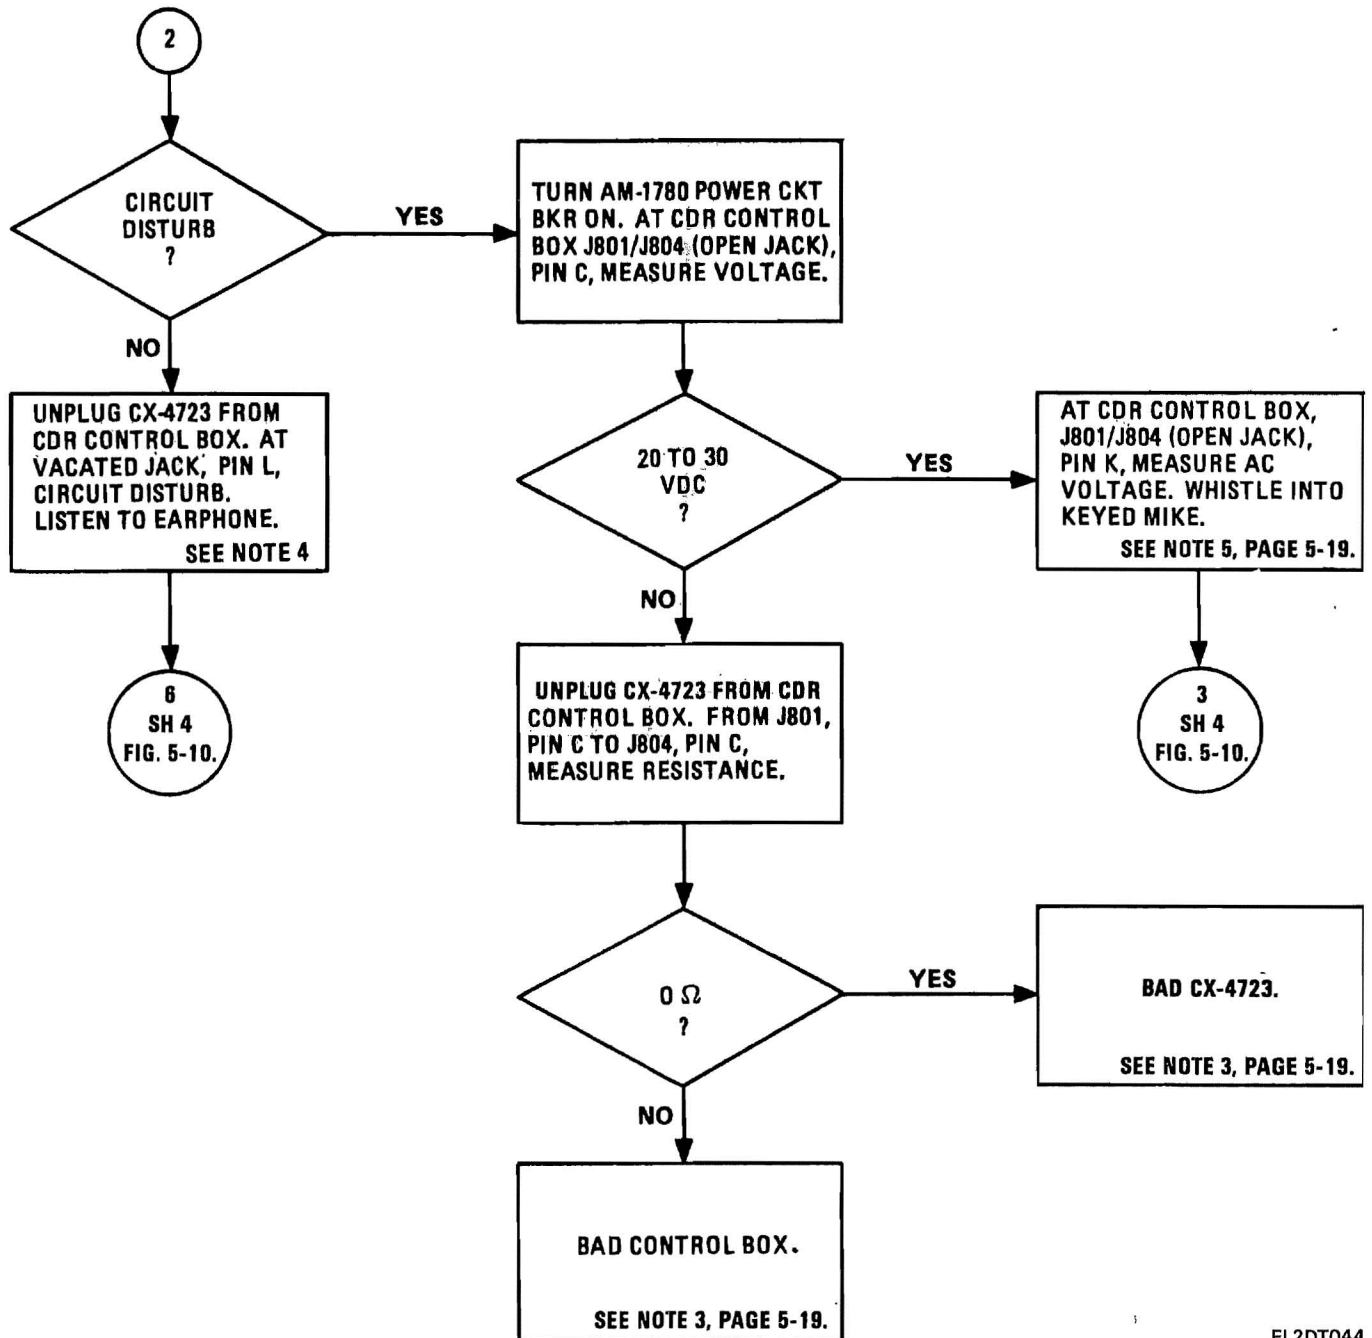 2
CIRCUIT
DISTURB
?
YES
NO
TURN AM-1780 POWER CKT
BKR ON. AT CDR CONTROL
BOX J801/J804 (OPEN JACK),
PIN C, MEASURE VOLTAGE.
UNPLUG CX-4723 FROM
CDR CONTROL BOX. AT
VACATED JACK, PIN L,
CIRCUIT DISTURB.
LISTEN TO EARPHONE.
SEE NOTE 4
6
SH 4
FIG. 5-10.
20 TO 30
VDC
?
YES
NO
AT CDR CONTROL BOX,
J801/J804 (OPEN JACK),
PIN K, MEASURE AC
VOLTAGE. WHISTLE INTO
KEYED MIKE.
SEE NOTE 5, PAGE 5-19.
3
SH 4
FIG. 5-10.
UNPLUG CX-4723 FROM CDR
CONTROL BOX. FROM J801,
PIN C TO J804, PIN C,
MEASURE RESISTANCE.
0 Ω
?
YES
NO
BAD CX-4723.
SEE NOTE 3, PAGE 5-19.
BAD CONTROL BOX.
SEE NOTE 3, PAGE 5-19.
EL2DT044